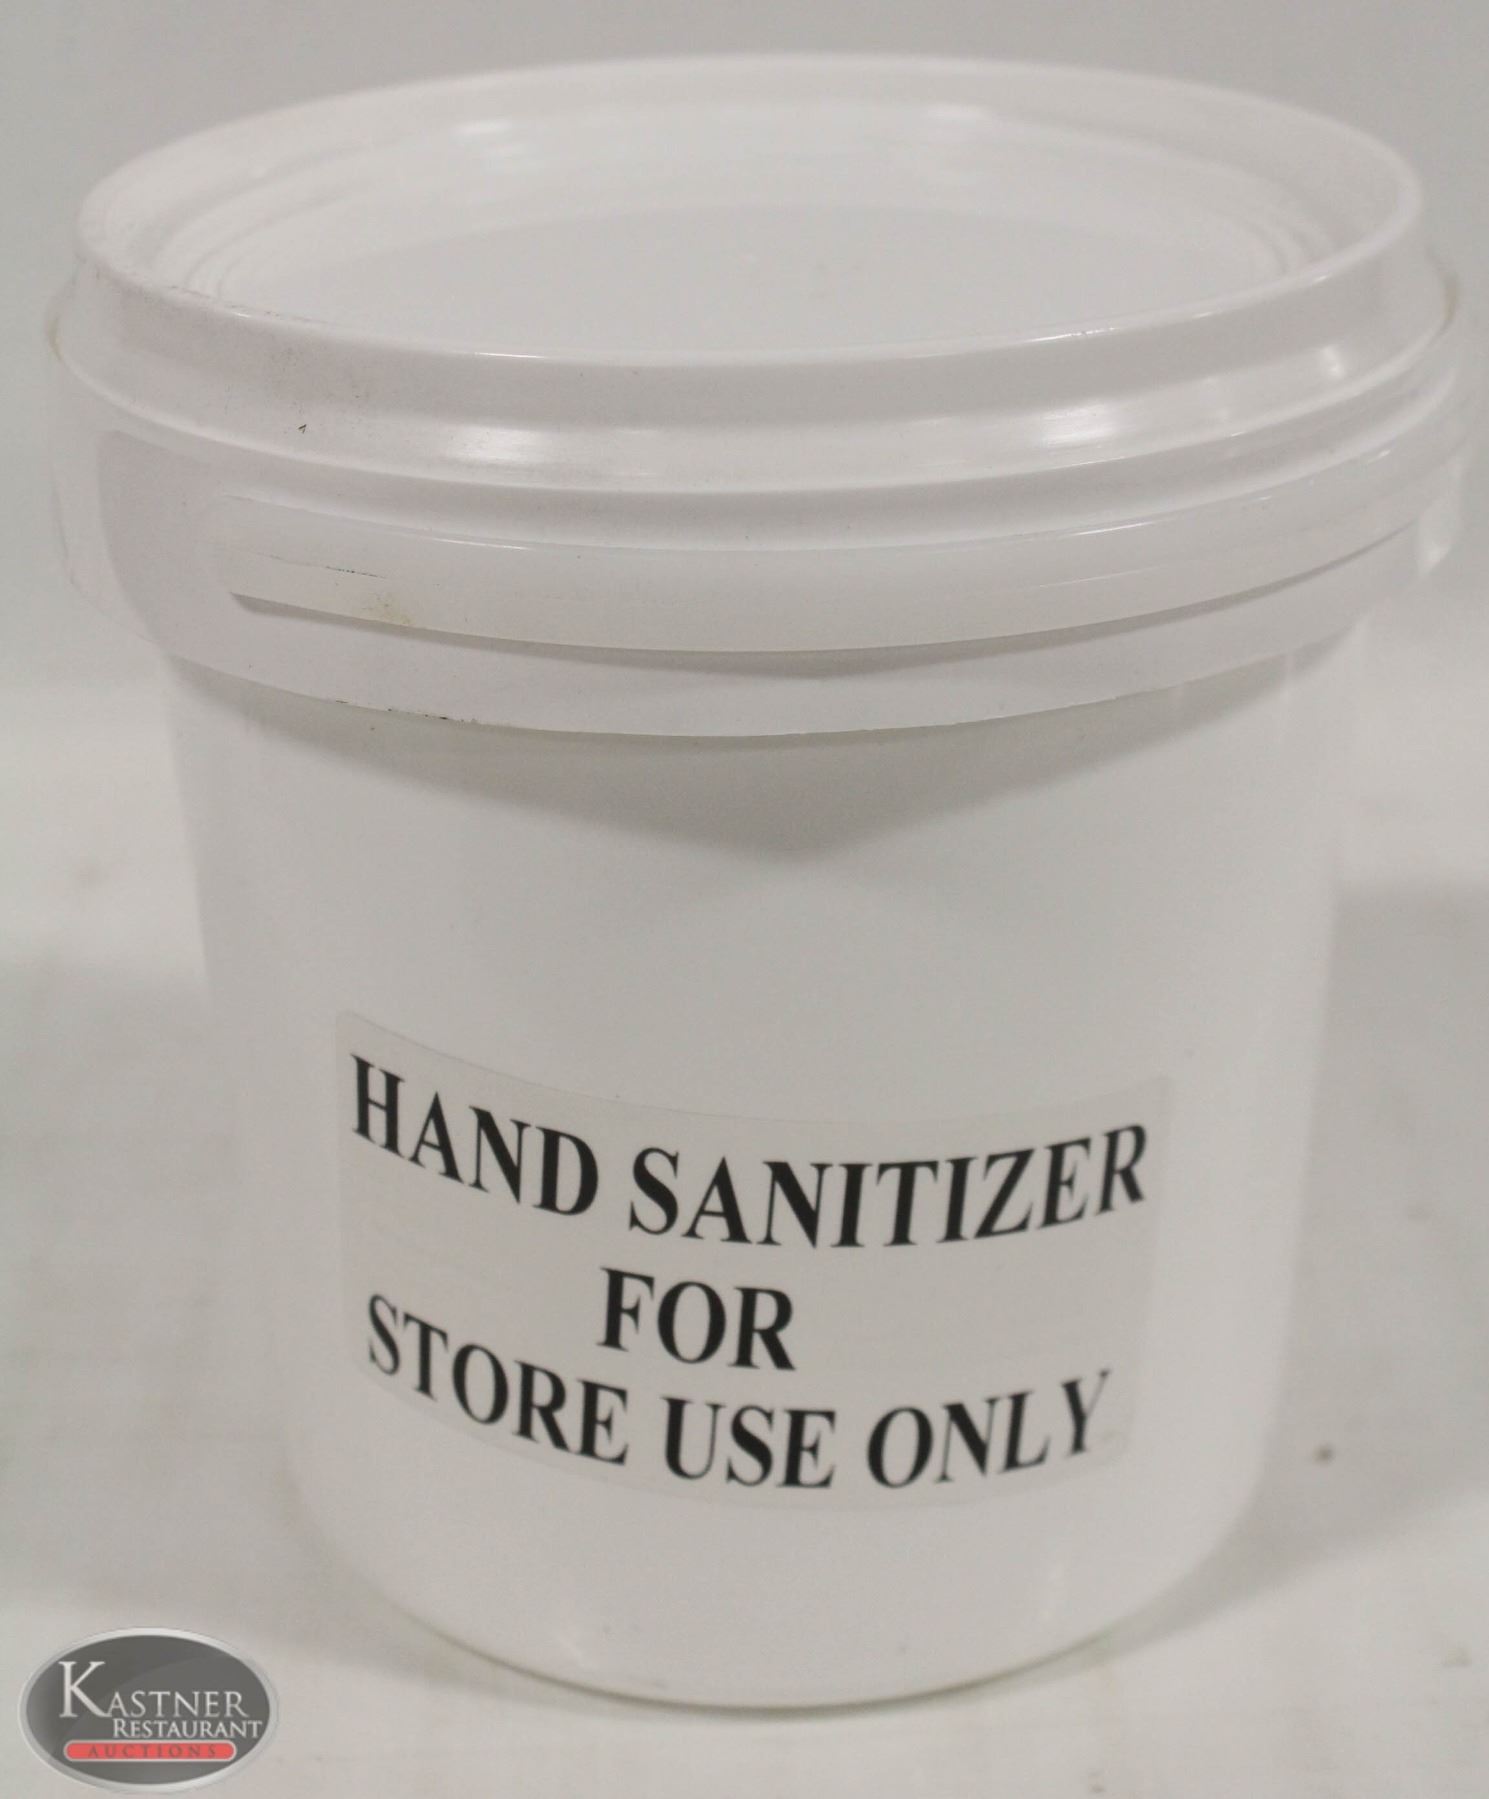 HAND SANITIZER
FOR
STORE USE ONLY
KASTNER
RESTAURANT
AUCTIONS